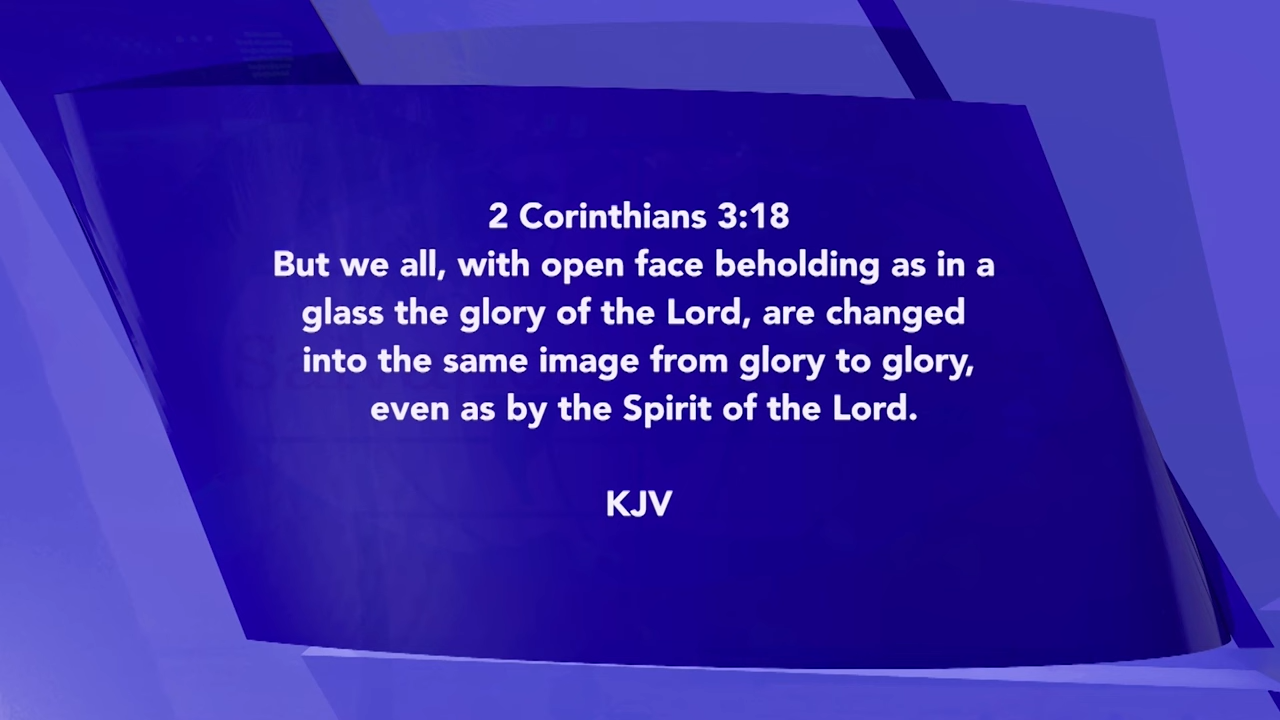 2 Corinthians 3:18
But we all, with open face beholding as in a
glass the glory of the Lord, are changed
into the same image from glory to glory,
even as by the Spirit of the Lord.
KJV